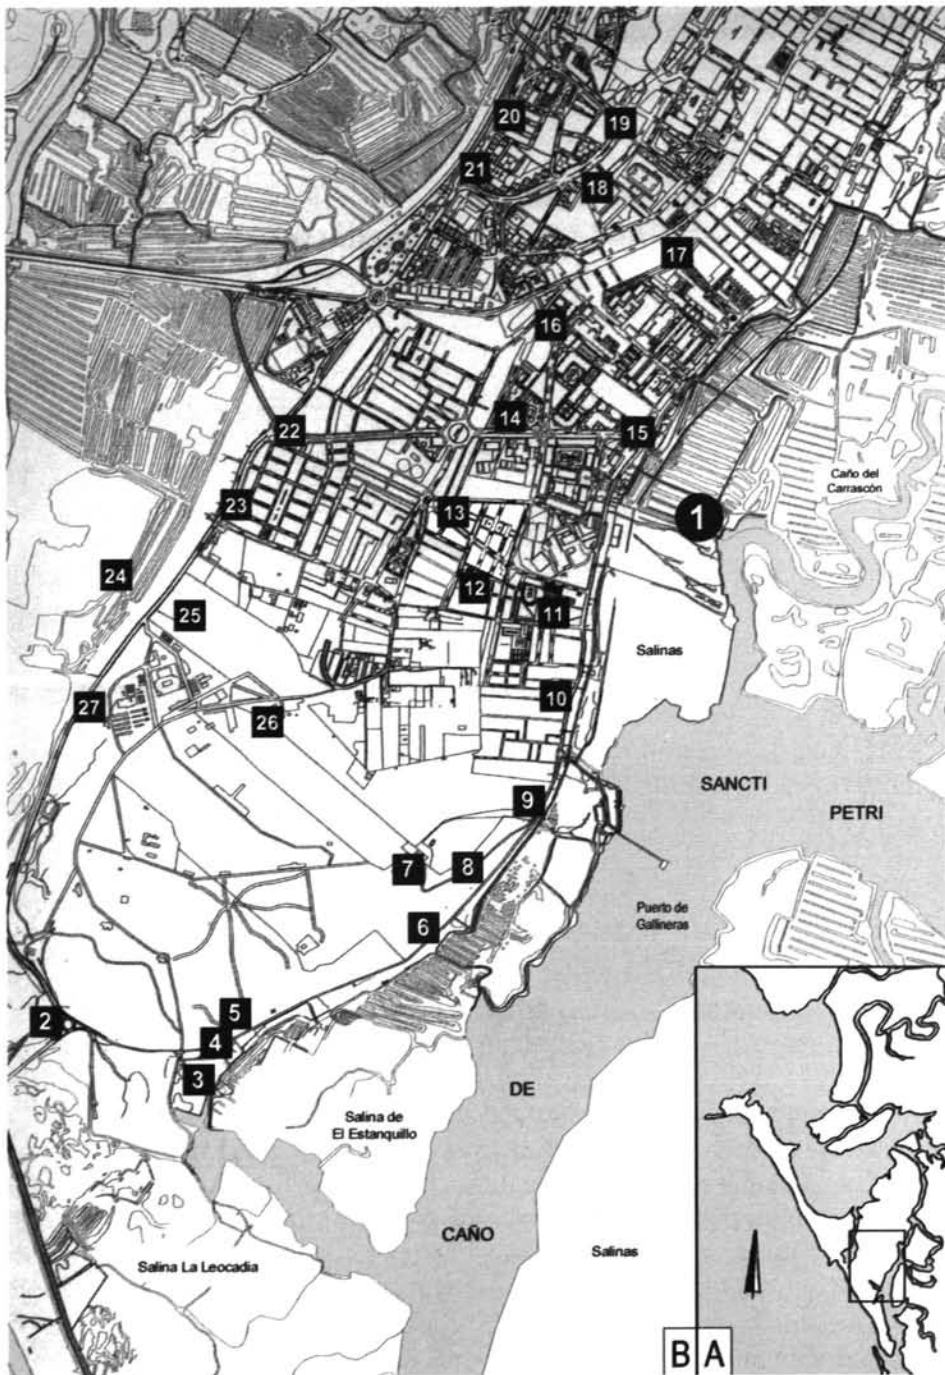 20
19
21
18
17
16
14
15
22
Caño del
Carrascón
23
13
1
24
12
25
11
Salinas
27
10
26
SANCTI
9
PETRI
7
8
Puerto de
Gallineras
6
5
2
4
3
DE
Salina de
El Estanquillo
CAÑO
Salinas
Salina La Leocadia
B A